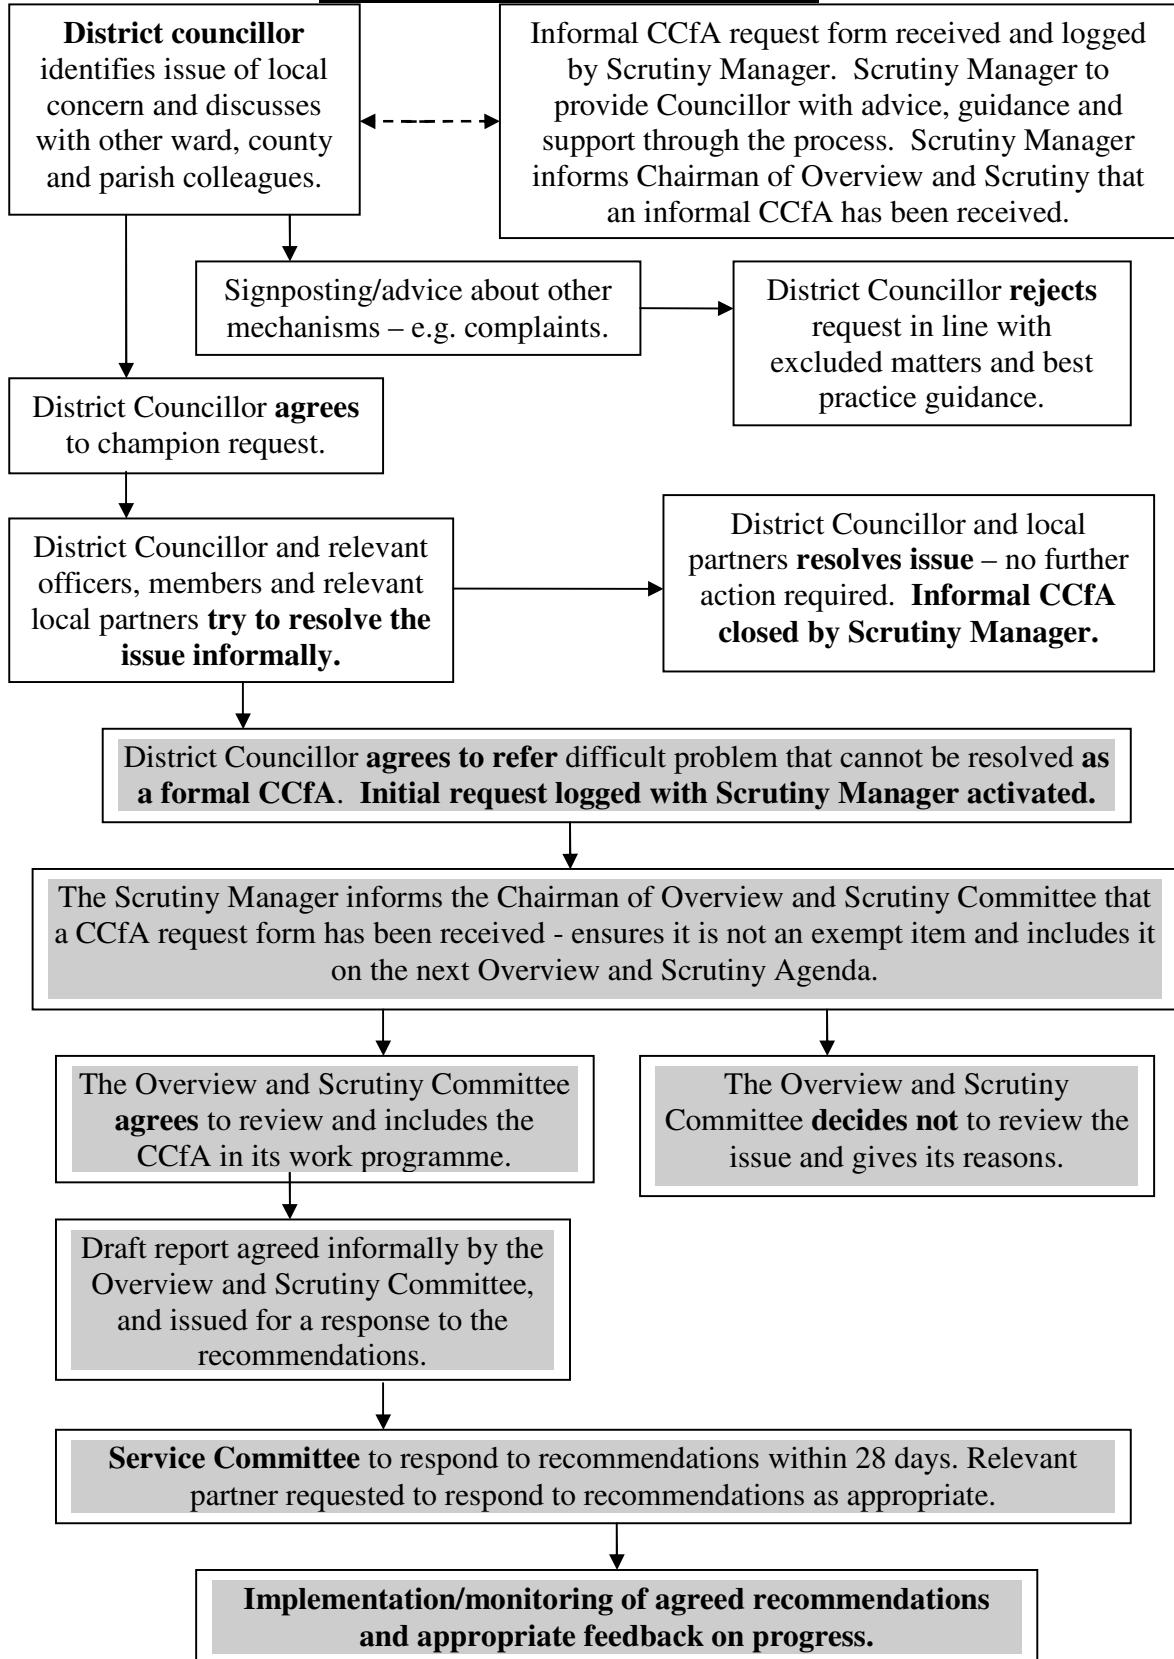 District councillor
identifies issue of local
concern and discusses
with other ward, county
and parish colleagues.
Informal CCfA request form received and logged
by Scrutiny Manager.  Scrutiny Manager to
provide Councillor with advice, guidance and
support through the process.  Scrutiny Manager
informs Chairman of Overview and Scrutiny that
an informal CCfA has been received.
Signposting/advice about other
mechanisms – e.g. complaints.
District Councillor rejects
request in line with
excluded matters and best
practice guidance.
District Councillor agrees
to champion request.
District Councillor and relevant
officers, members and relevant
local partners try to resolve the
issue informally.
District Councillor and local
partners resolves issue – no further
action required.  Informal CCfA
closed by Scrutiny Manager.
District Councillor agrees to refer difficult problem that cannot be resolved as
a formal CCfA.  Initial request logged with Scrutiny Manager activated.
The Scrutiny Manager informs the Chairman of Overview and Scrutiny Committee that
a CCfA request form has been received - ensures it is not an exempt item and includes it
on the next Overview and Scrutiny Agenda.
The Overview and Scrutiny Committee
agrees to review and includes the
CCfA in its work programme.
The Overview and Scrutiny
Committee decides not to review the
issue and gives its reasons.
Draft report agreed informally by the
Overview and Scrutiny Committee,
and issued for a response to the
recommendations.
Service Committee to respond to recommendations within 28 days. Relevant
partner requested to respond to recommendations as appropriate.
Implementation/monitoring of agreed recommendations
and appropriate feedback on progress.